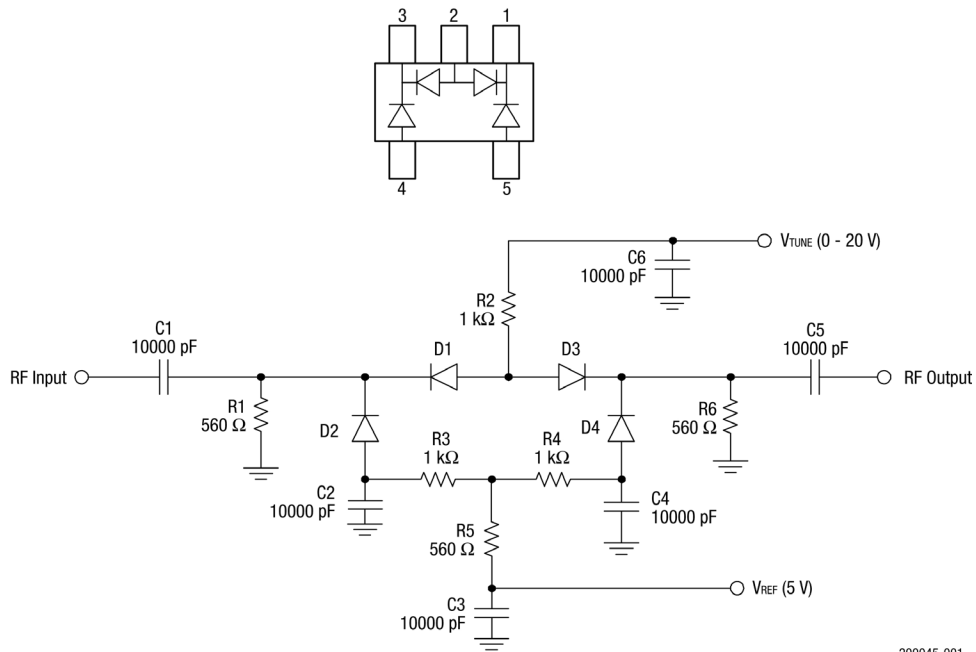 3
2
1
4
5
VTUNE (0 - 20 V)
C6
10000 pF
R2
1 kΩ
C1
10000 pF
D1
D3
C5
10000 pF
RF Input
RF Output
R1
560 Ω
D2
R3
1 kΩ
R4
1 kΩ
D4
R6
560 Ω
C2
10000 pF
C4
10000 pF
R5
560 Ω
VREF (5 V)
C3
10000 pF